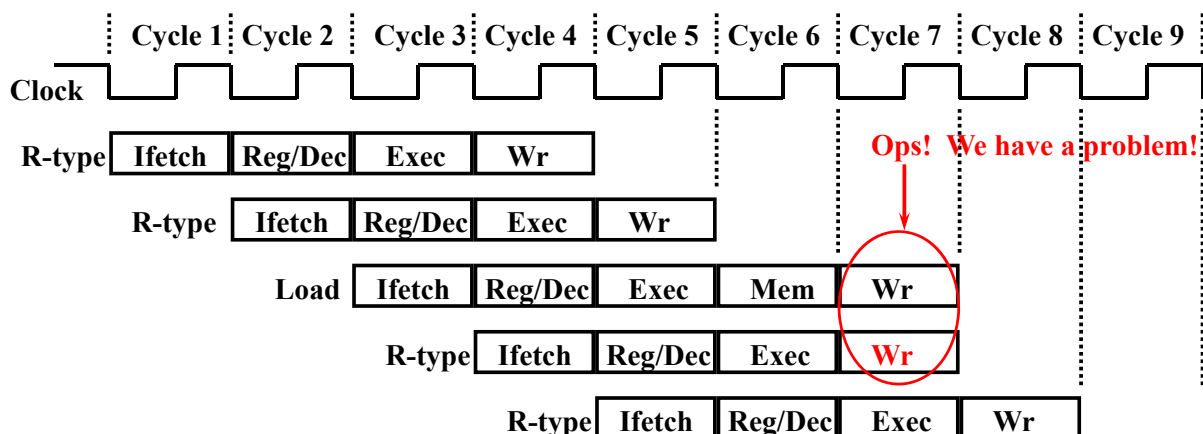 Cycle 1 Cycle 2 Cycle 3 Cycle 4 Cycle 5 Cycle 6 Cycle 7 Cycle 8 Cycle 9
Clock
R-type Ifetch Reg/Dec Exec Wr
Ops! We have a problem!
R-type Ifetch Reg/Dec Exec Wr
Load Ifetch Reg/Dec Exec Mem Wr
R-type Ifetch Reg/Dec Exec Wr
R-type Ifetch Reg/Dec Exec Wr